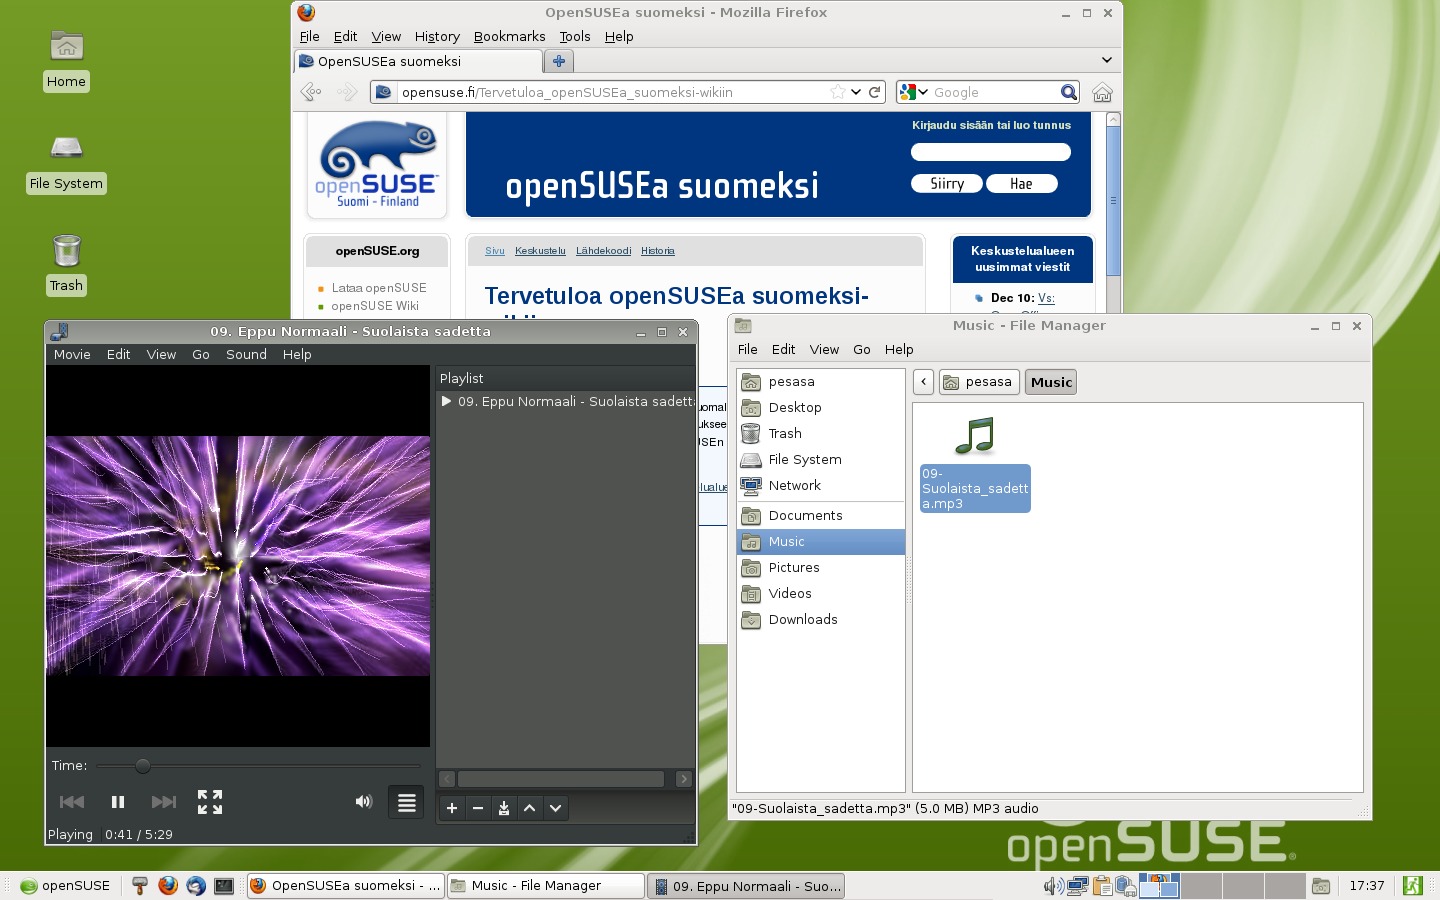 Home
File System
Trash
OpenSUSEa suomeksi - Mozilla Firefox
File Edit View History Bookmarks Tools Help
OpenSUSEa suomeksi
opensuse.fi/Tervetuloa_openSUSEa_suomeksi-wikiin
Google
openSUSE
Suomi - Finland
openSUSEa suomeksi
Kirjaudu sisään tai luo tunnus
Siirry Hae
openSUSE.org
Lataa openSUSE
openSUSE Wiki
Sivu Keskustelu Lähdekoodi Historia
Tervetuloa openSUSEa suomeksi-
Keskustelualueen
uusimmat viestit
Dec 10: Vs:
09. Eppu Normaali - Suolaista sadetta
Movie Edit View Go Sound Help
Playlist
09. Eppu Normaali - Suolaista sadett
Time:
Playing 0:41 / 5:29
Music - File Manager
File Edit View Go Help
pesasa
Desktop
Trash
File System
Network
Documents
Music
Pictures
Videos
Downloads
pesasa Music
09-
Suolaista_sadett
a.mp3
"09-Suolaista_sadetta.mp3" (5.0 MB) MP3 audio
openSUSE
openSUSE
OpenSUSEa suomeksi - ...
Music - File Manager
09. Eppu Normaali - Suo...
17:37